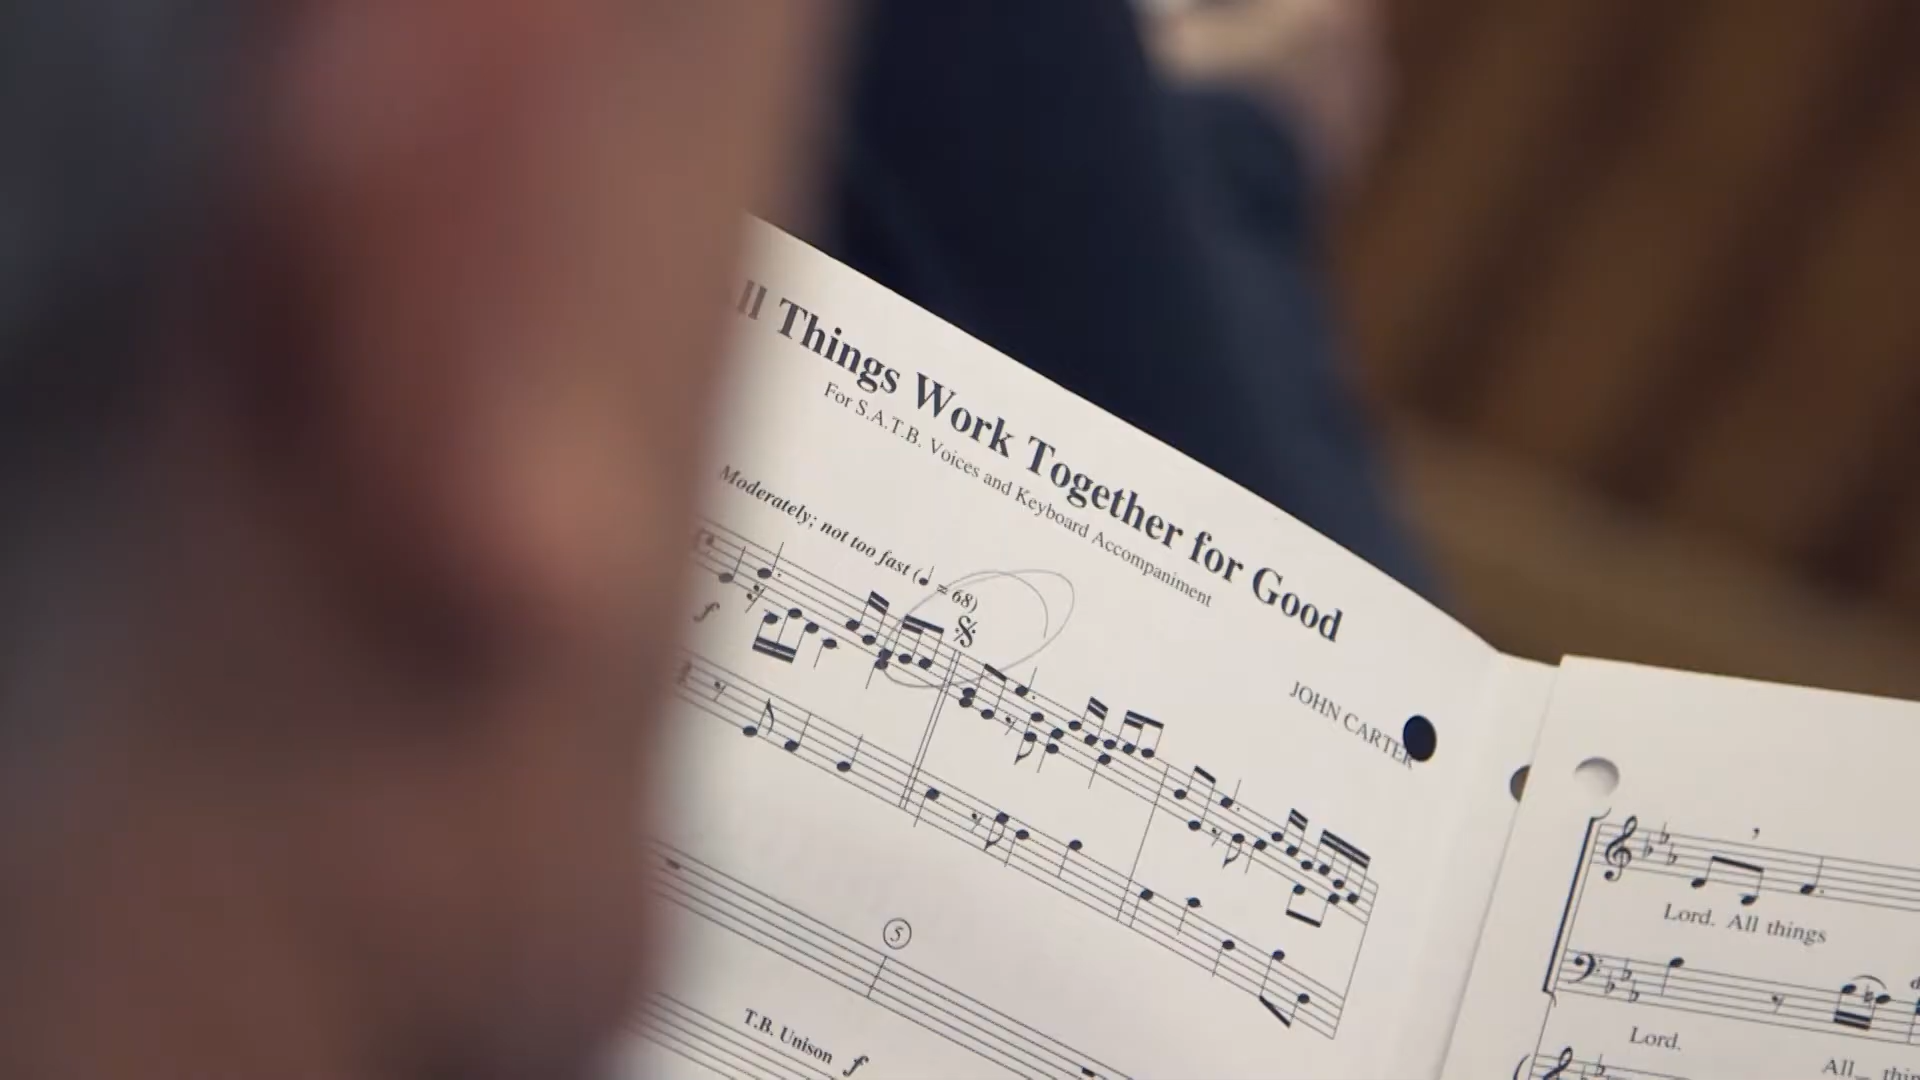 All Things Work Together for Good
For S.A.T.B. Voices and Keyboard Accompaniment
Moderately; not too fast (♩ = 68)
JOHN CARTER
f
5
T.B. Unison f
Lord. All things
Lord.
All